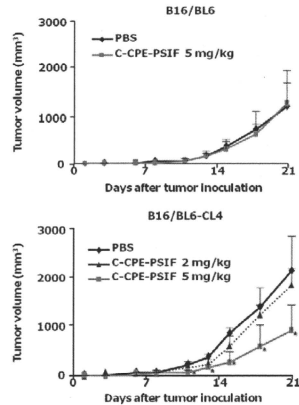 B16/BL6
Tumor volume (mm³)
3000
2000
1000
0
PBS
C-CPE-PSIF 5 mg/kg
0 7 14 21
Days after tumor inoculation
B16/BL6-CL4
Tumor volume (mm³)
3000
2000
1000
0
PBS
C-CPE-PSIF 2 mg/kg
C-CPE-PSIF 5 mg/kg
0 7 14 21
Days after tumor inoculation